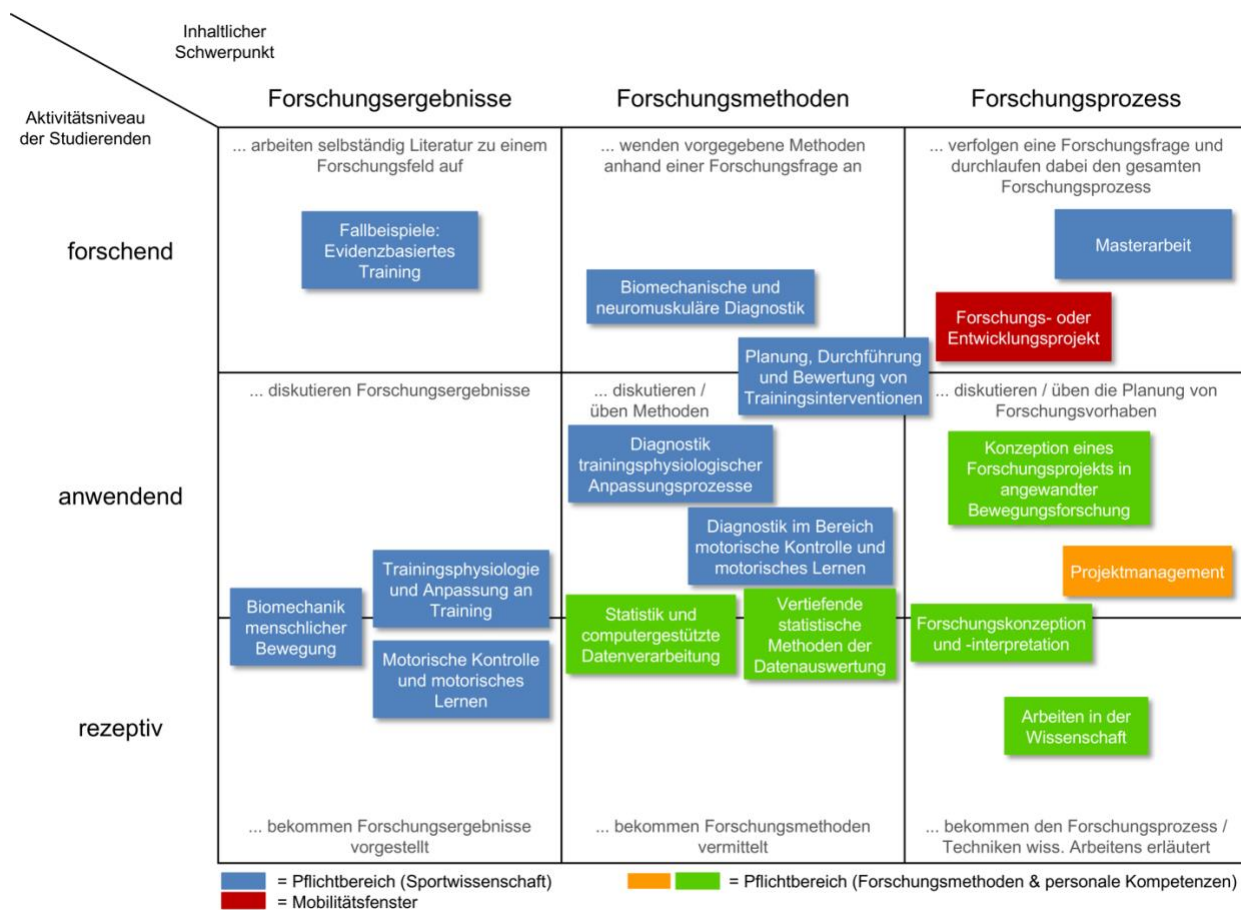 Inhaltlicher
Schwerpunkt
Aktivitätsniveau
der Studierenden
Forschungsergebnisse
Forschungsmethoden
Forschungsprozess
forschend
... arbeiten selbständig Literatur zu einem
Forschungsfeld auf
Fallbeispiele:
Evidenzbasiertes
Training
... wenden vorgegebene Methoden
anhand einer Forschungsfrage an
Biomechanische und
neuromuskuläre Diagnostik
Planung, Durchführung
und Bewertung von
Trainingsinterventionen
... verfolgen eine Forschungsfrage und
durchlaufen dabei den gesamten
Forschungsprozess
Masterarbeit
Forschungs- oder
Entwicklungsprojekt
anwendend
... diskutieren Forschungsergebnisse
Trainingsphysiologie
und Anpassung an
Training
Biomechanik
menschlicher
Bewegung
... diskutieren /
üben Methoden
Diagnostik
trainingsphysiologischer
Anpassungsprozesse
Diagnostik im Bereich
motorische Kontrolle und
motorisches Lernen
Statistik und
computergestützte
Datenverarbeitung
Vertiefende
statistische
Methoden der
Datenauswertung
... diskutieren / üben die Planung von
Forschungsvorhaben
Konzeption eines
Forschungsprojekts in
angewandter
Bewegungsforschung
Projektmanagement
Forschungskonzeption
und -interpretation
rezeptiv
Motorische Kontrolle
und motorisches
Lernen
... bekommen Forschungsergebnisse
vorgestellt
... bekommen Forschungsmethoden
vermittelt
Arbeiten in der
Wissenschaft
... bekommen den Forschungsprozess /
Techniken wiss. Arbeitens erläutert
= Pflichtbereich (Sportwissenschaft)
= Mobilitätsfenster
= Pflichtbereich (Forschungsmethoden & personale Kompetenzen)